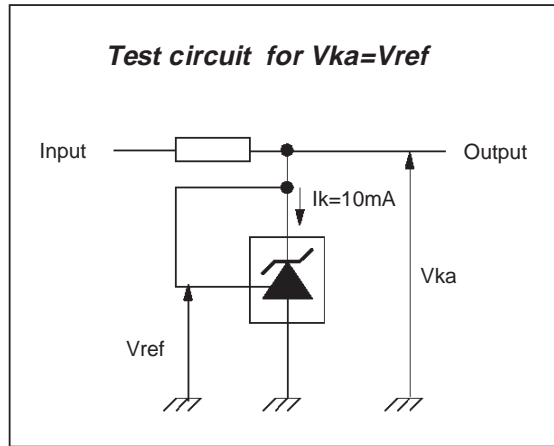 Test circuit for Vka=Vref
Input
Output
Ik=10mA
Vka
Vref